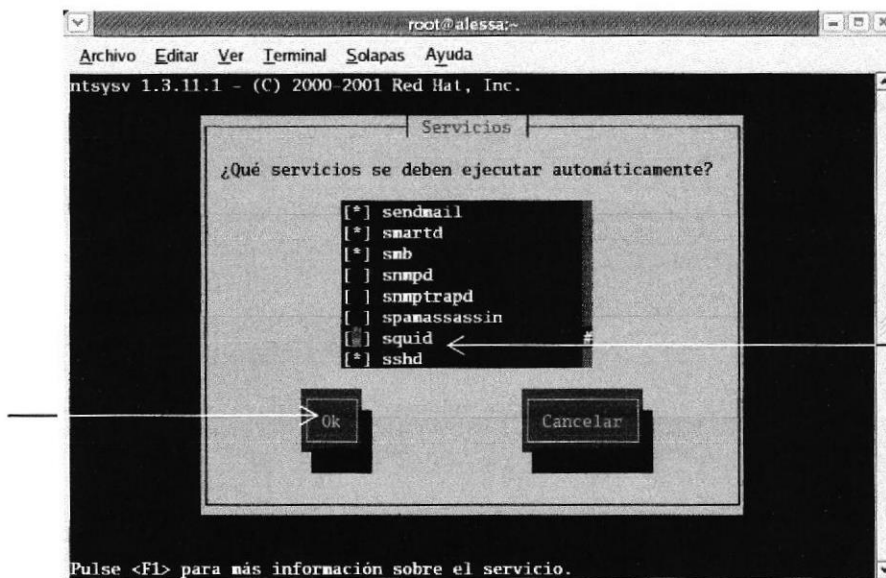 root@alessa:~
Archivo Editar Ver Terminal Solapas Ayuda
ntsysv 1.3.11.1 - (C) 2000-2001 Red Hat, Inc.
Servicios
¿Qué servicios se deben ejecutar automáticamente?
[*] sendmail
[*] smartd
[*] smb
[ ] snmpd
[ ] snmptrapd
[ ] spamassassin
[*] squid #
[*] sshd
Ok Cancelar
Pulse <F1> para más información sobre el servicio.